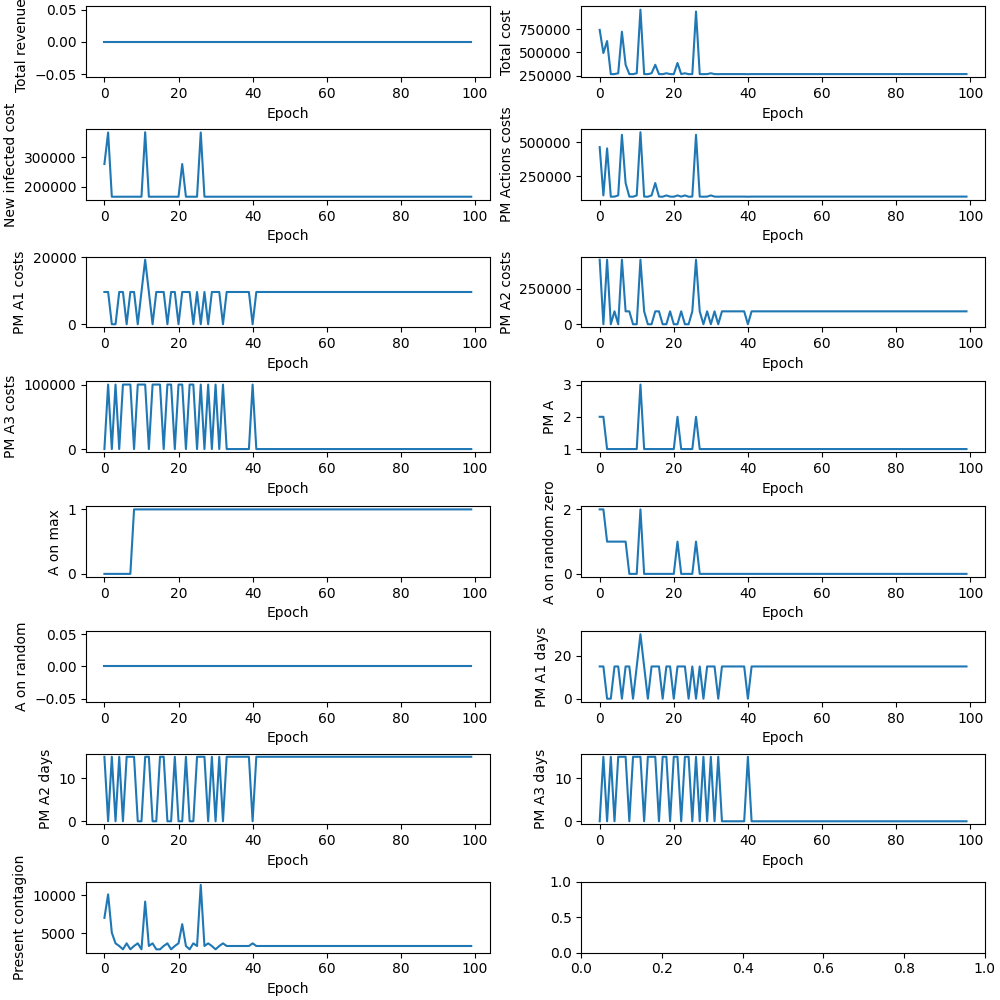 Total revenue
0.05
0.00
−0.05
0 20 40 60 80 100
Epoch
Total cost
750000
500000
250000
0 20 40 60 80 100
Epoch
New infected cost
300000
200000
0 20 40 60 80 100
Epoch
PM Actions costs
500000
250000
0 20 40 60 80 100
Epoch
PM A1 costs
20000
0
0 20 40 60 80 100
Epoch
PM A2 costs
250000
0
0 20 40 60 80 100
Epoch
PM A3 costs
100000
0
0 20 40 60 80 100
Epoch
PM A
3
2
1
0 20 40 60 80 100
Epoch
A on max
1
0
0 20 40 60 80 100
Epoch
A on random zero
2
0
0 20 40 60 80 100
Epoch
A on random
0.05
0.00
−0.05
0 20 40 60 80 100
Epoch
PM A1 days
20
0
0 20 40 60 80 100
Epoch
PM A2 days
10
0
0 20 40 60 80 100
Epoch
PM A3 days
10
0
0 20 40 60 80 100
Epoch
Present contagion
10000
5000
0 20 40 60 80 100
Epoch
1.0
0.5
0.0
0.0 0.2 0.4 0.6 0.8 1.0